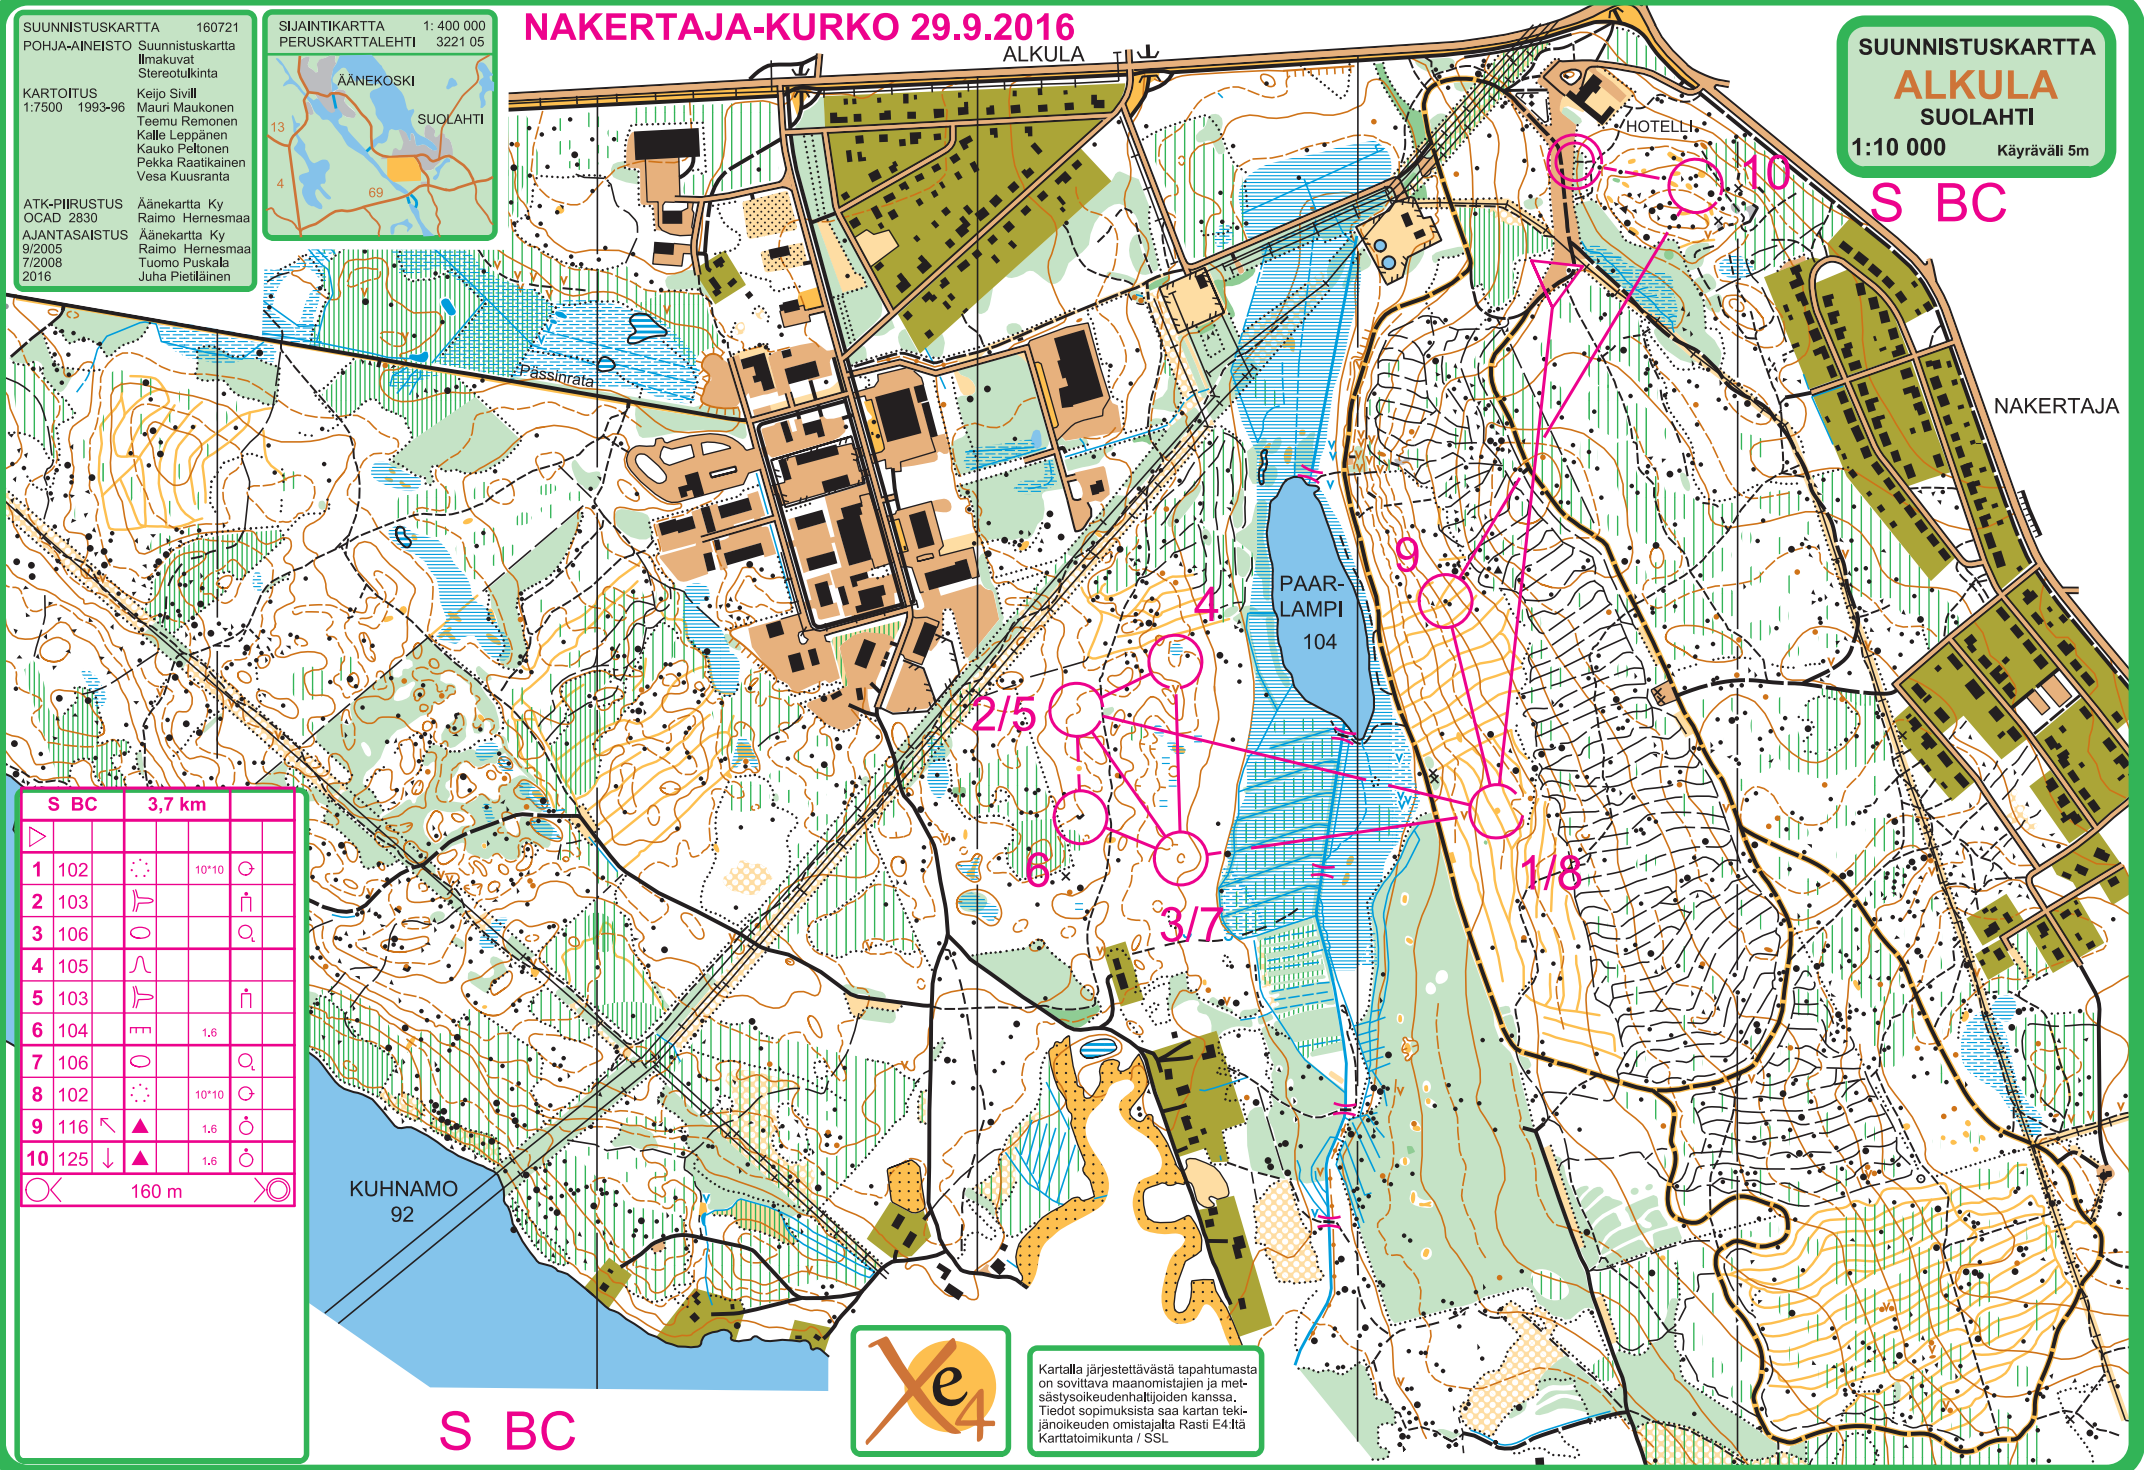 NAKERTAJA-KURKO 29.9.2016
SUUNNISTUSKARTTA 160721
POHJA-AINEISTO Suunnistuskartta
Ilmakuvat
Stereotulkinta
KARTOITUS Keijo Sivill
1:7500 1993-96 Mauri Maukonen
Teemu Remonen
Kalle Leppänen
Kauko Peltonen
Pekka Raatikainen
Vesa Kuusranta
ATK-PIIRUSTUS Äänekartta Ky
OCAD 2830 Raimo Hernesmaa
AJANTASAISTUS Äänekartta Ky
9/2005 Raimo Hernesmaa
7/2008 Tuomo Puskala
2016 Juha Pietiläinen
SIJAINTIKARTTA 1: 400 000
PERUSKARTTALEHTI 3221 05
ÄÄNEKOSKI
SUOLAHTI
13
4
69
SUUNNISTUSKARTTA
ALKULA
SUOLAHTI
1:10 000 Käyräväli 5m
S BC
ALKULA
HOTELLI
10
NAKERTAJA
Pässinrata
9
4
PAAR-
LAMPI
104
2/5
6
1/8
3/7
S BC 3,7 km
1 102 10*10
2 103
3 106
4 105
5 103
6 104 1.6
7 106
8 102 10*10
9 116 1.6
10 125 1.6
160 m
KUHNAMO
92
S BC
Xe4
Kartalla järjestettävästä tapahtumasta
on sovittava maanomistajien ja met-
sästysoikeudenhaltijoiden kanssa.
Tiedot sopimuksista saa kartan teki-
jänoikeuden omistajalta Rasti E4:ltä
Karttatoimikunta / SSL